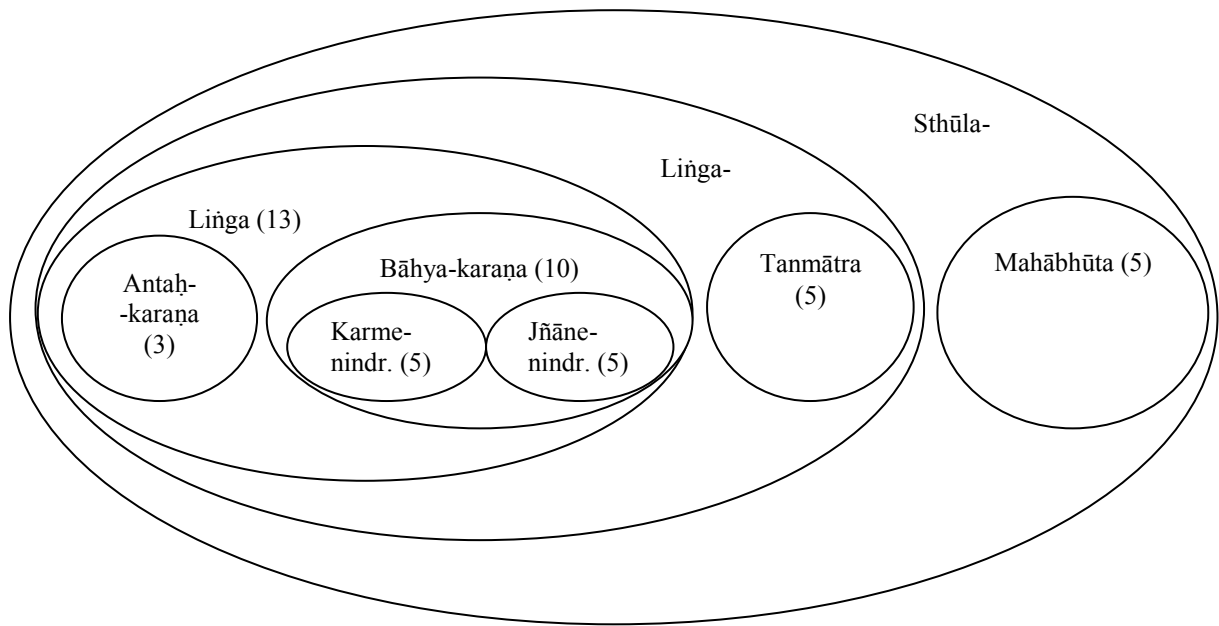 Sthūla-
Liṅga-
Liṅga (13)
Antaḥ-
-karaṇa
(3)
Bāhya-karaṇa (10)
Karme-
nindr. (5)
Jñāne-
nindr. (5)
Tanmātra
(5)
Mahābhūta (5)